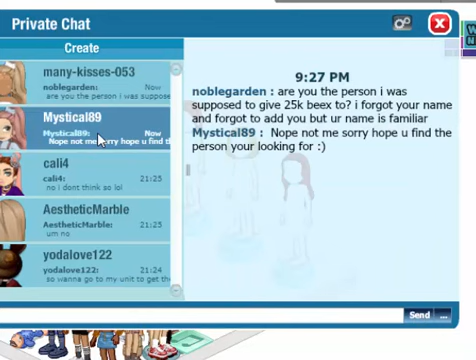 Private Chat
Create
many-kisses-053
noblegarden: Now
are you the person i was suppose
Mystical89
Mystical89: Now
Nope not me sorry hope u find th
cali4
cali4: 21:25
no i dont think so lol
AestheticMarble
AestheticMarble: 21:25
um no
yodalove122
yodalove122: 21:24
so wanna go to my unit to get the
9:27 PM
noblegarden : are you the person i was
supposed to give 25k beex to? i forgot your name
and forgot to add you but ur name is familiar
Mystical89 : Nope not me sorry hope u find the
person your looking for :)
Send ...
W
N